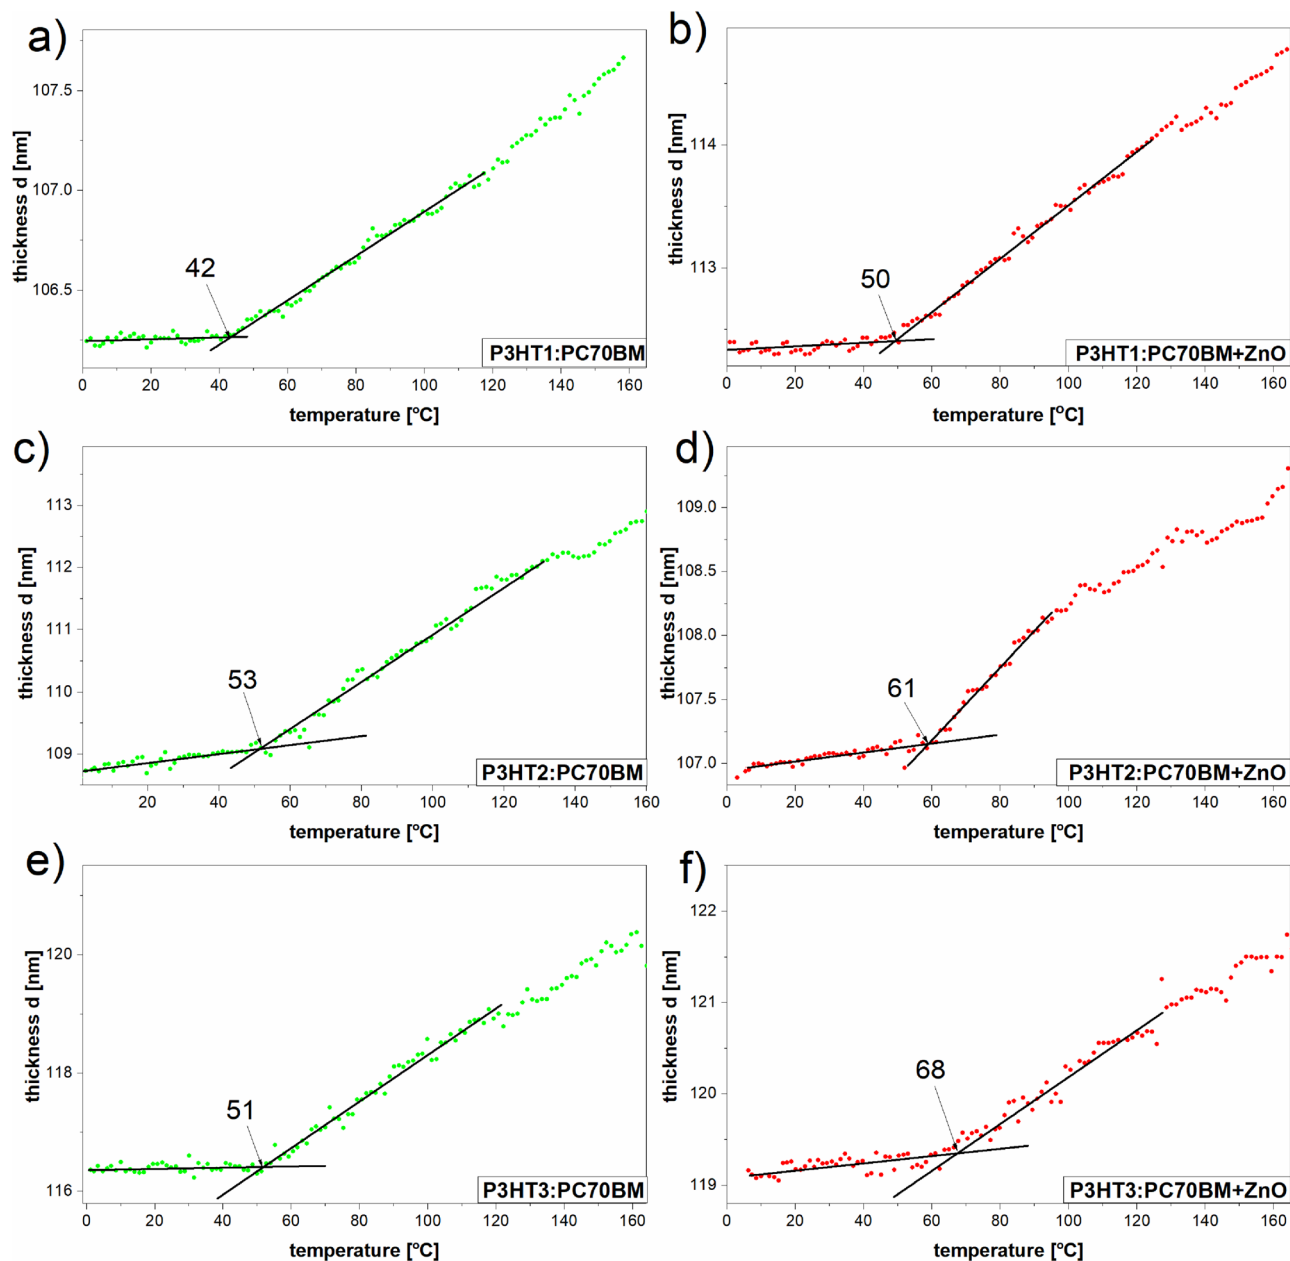 a)
107.5
107.0
106.5
thickness d [nm]
42
P3HT1:PC70BM
0 20 40 60 80 100 120 140 160
temperature [ºC]
b)
114
113
thickness d [nm]
50
P3HT1:PC70BM+ZnO
0 20 40 60 80 100 120 140 160
temperature [ºC]
c)
113
112
111
110
109
thickness d [nm]
53
P3HT2:PC70BM
20 40 60 80 100 120 140 160
temperature [ºC]
d)
109.0
108.5
108.0
107.5
107.0
thickness d [nm]
61
P3HT2:PC70BM+ZnO
0 20 40 60 80 100 120 140 160
temperature [ºC]
e)
120
118
116
thickness d [nm]
51
P3HT3:PC70BM
0 20 40 60 80 100 120 140 160
temperature [ºC]
f)
122
121
120
119
thickness d [nm]
68
P3HT3:PC70BM+ZnO
0 20 40 60 80 100 120 140 160
temperature [ºC]